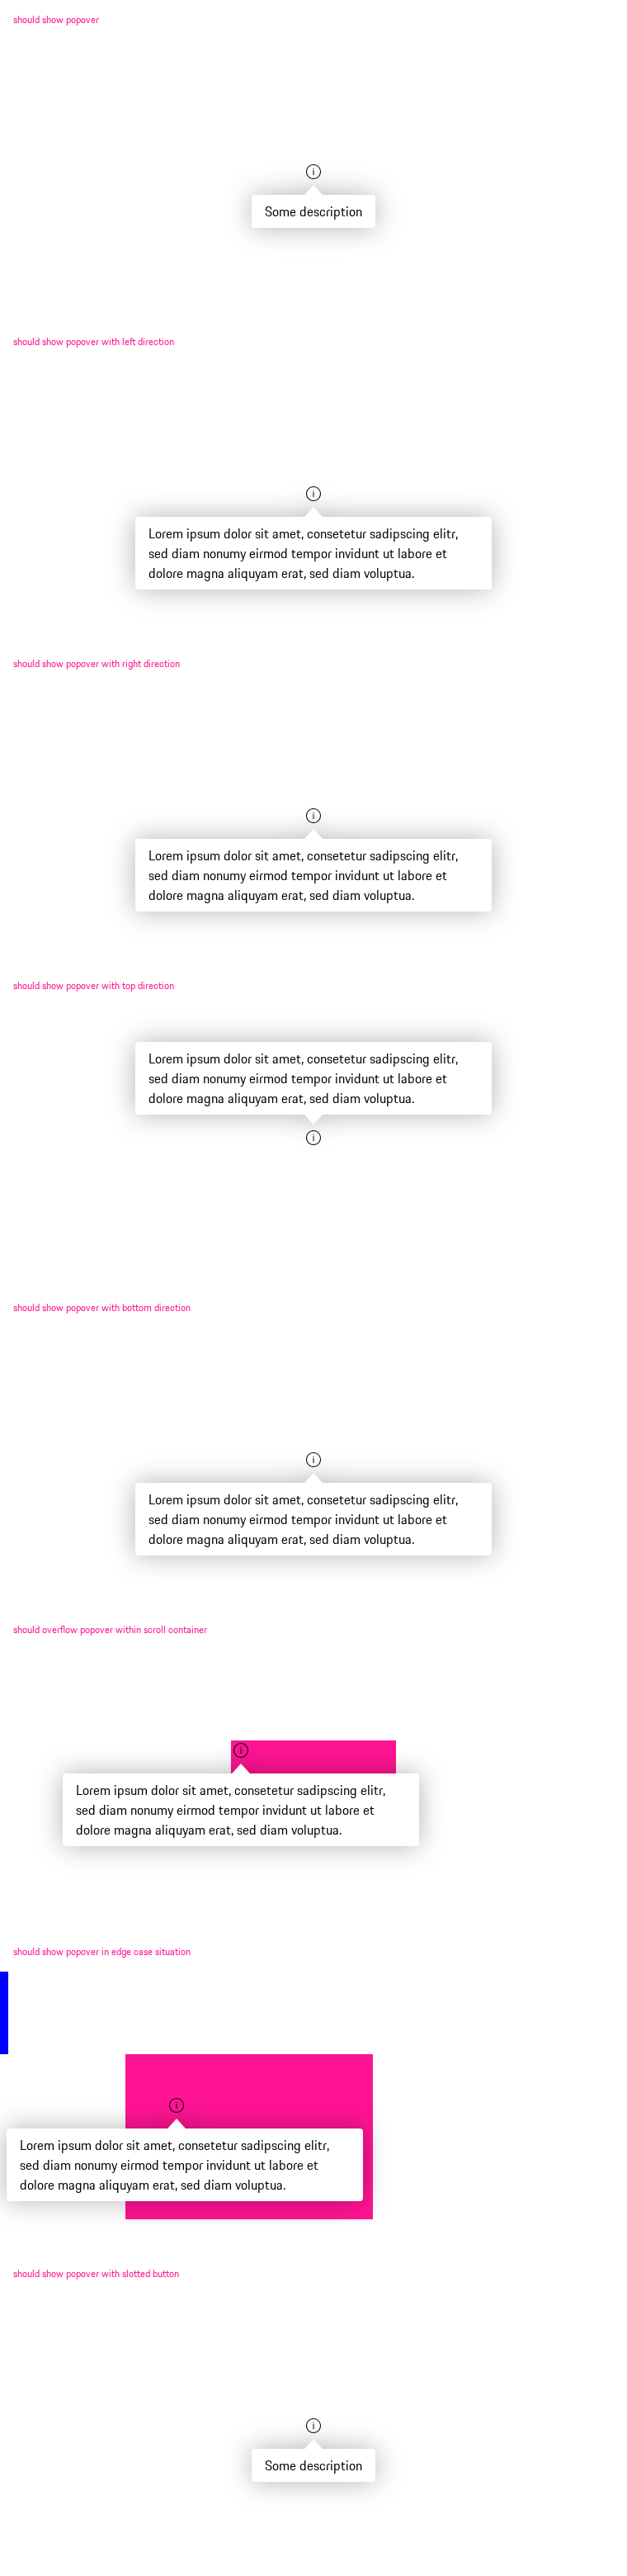 should show popover
Some description
should show popover with left direction
Lorem ipsum dolor sit amet, consetetur sadipscing elitr,
sed diam nonumy eirmod tempor invidunt ut labore et
dolore magna aliquyam erat, sed diam voluptua.
should show popover with right direction
Lorem ipsum dolor sit amet, consetetur sadipscing elitr,
sed diam nonumy eirmod tempor invidunt ut labore et
dolore magna aliquyam erat, sed diam voluptua.
should show popover with top direction
Lorem ipsum dolor sit amet, consetetur sadipscing elitr,
sed diam nonumy eirmod tempor invidunt ut labore et
dolore magna aliquyam erat, sed diam voluptua.
should show popover with bottom direction
Lorem ipsum dolor sit amet, consetetur sadipscing elitr,
sed diam nonumy eirmod tempor invidunt ut labore et
dolore magna aliquyam erat, sed diam voluptua.
should overflow popover within scroll container
Lorem ipsum dolor sit amet, consetetur sadipscing elitr,
sed diam nonumy eirmod tempor invidunt ut labore et
dolore magna aliquyam erat, sed diam voluptua.
should show popover in edge case situation
Lorem ipsum dolor sit amet, consetetur sadipscing elitr,
sed diam nonumy eirmod tempor invidunt ut labore et
dolore magna aliquyam erat, sed diam voluptua.
should show popover with slotted button
Some description